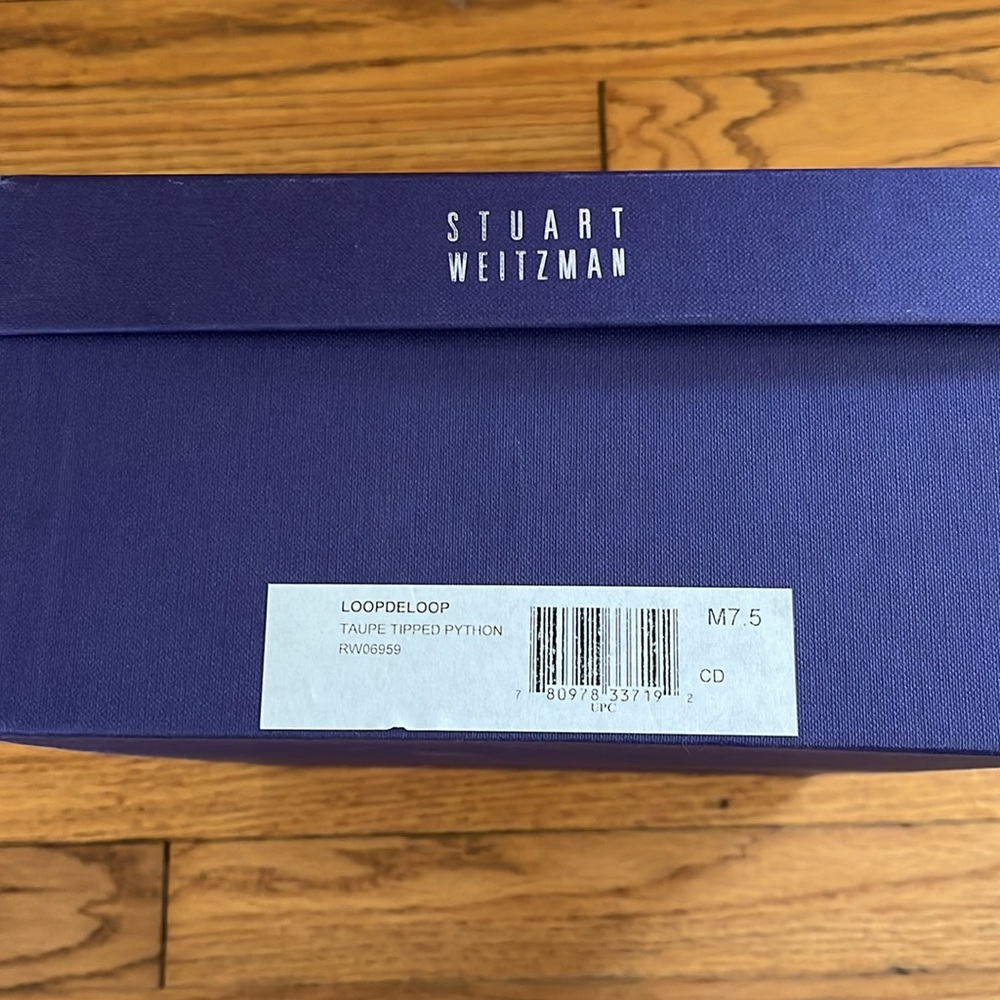 STUART
WEITZMAN
LOOPDELOOP
TAUPE TIPPED PYTHON
RW06959
7 80978 33719 2
UPC
M7.5
CD